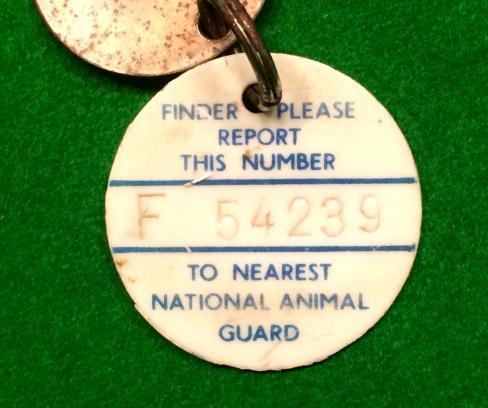 FINDER PLEASE
REPORT
THIS NUMBER
F 54239
TO NEAREST
NATIONAL ANIMAL
GUARD